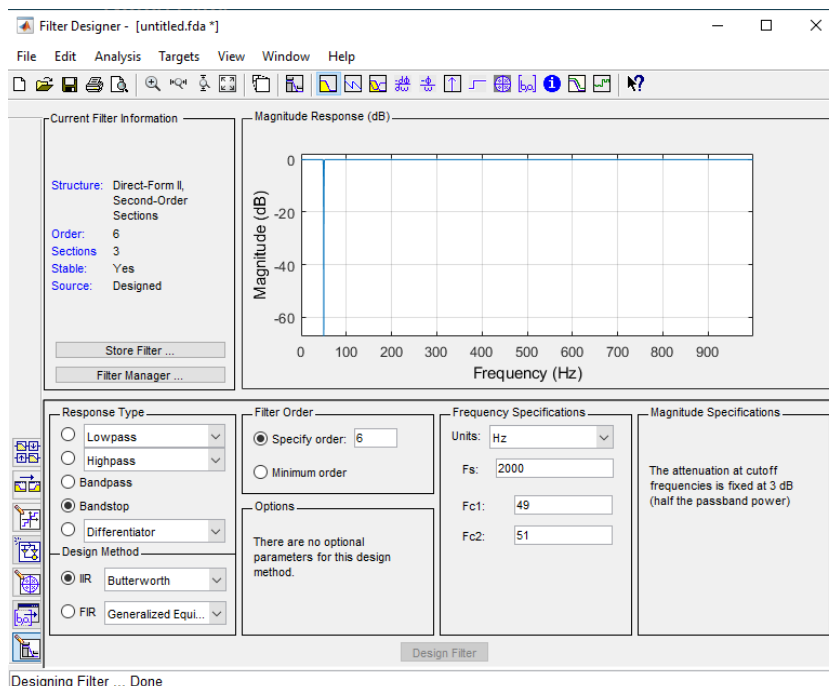 Filter Designer - [untitled.fda *]
File Edit Analysis Targets View Window Help
Current Filter Information
Structure: Direct-Form II,
Second-Order
Sections
Order: 6
Sections 3
Stable: Yes
Source: Designed
Store Filter ...
Filter Manager ...
Magnitude Response (dB)
0
-20
-40
-60
Magnitude (dB)
0 100 200 300 400 500 600 700 800 900
Frequency (Hz)
Response Type
Lowpass
Highpass
Bandpass
Bandstop
Differentiator
Design Method
IIR Butterworth
FIR Generalized Equi...
Filter Order
Specify order: 6
Minimum order
Options
There are no optional
parameters for this design
method.
Frequency Specifications
Units: Hz
Fs: 2000
Fc1: 49
Fc2: 51
Magnitude Specifications
The attenuation at cutoff
frequencies is fixed at 3 dB
(half the passband power)
Design Filter
Designing Filter ... Done